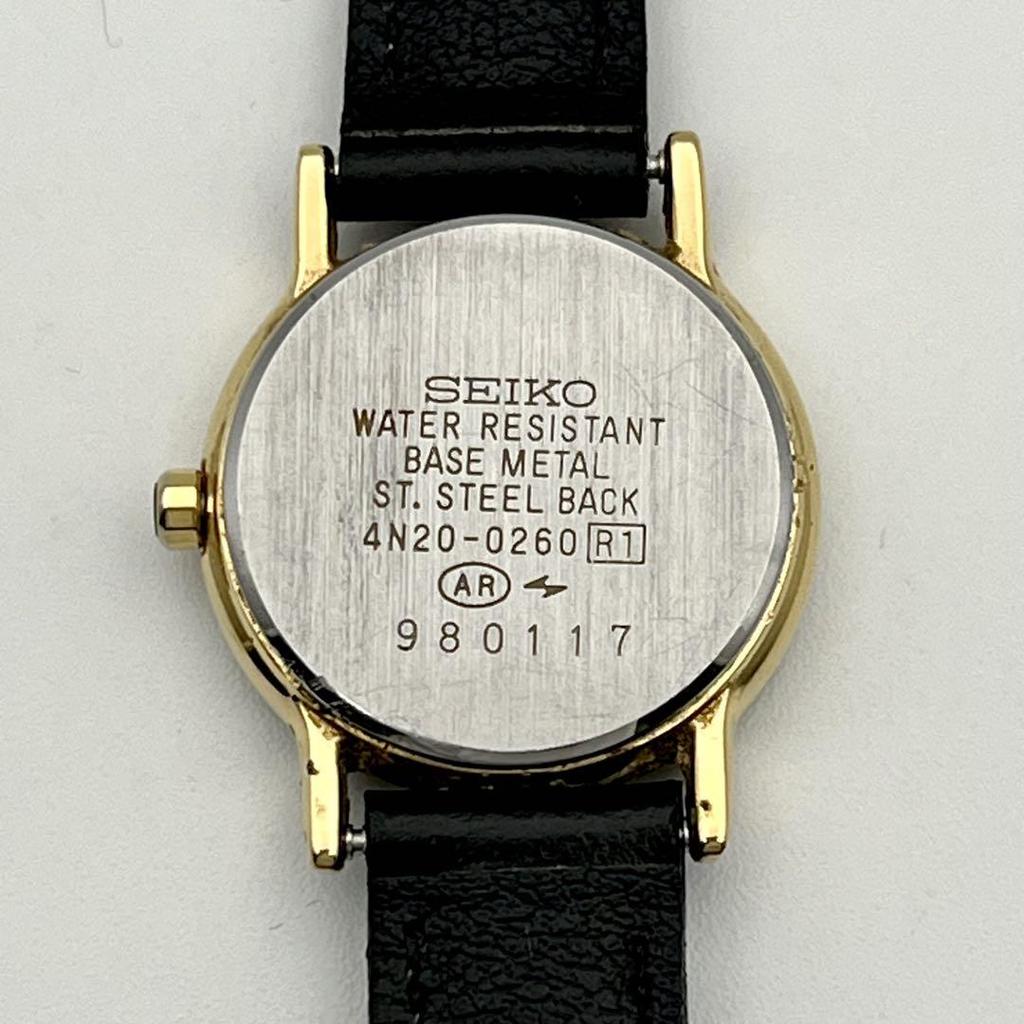 SEIKO
WATER RESISTANT
BASE METAL
ST. STEEL BACK
4N20-0260 R1
AR
980117